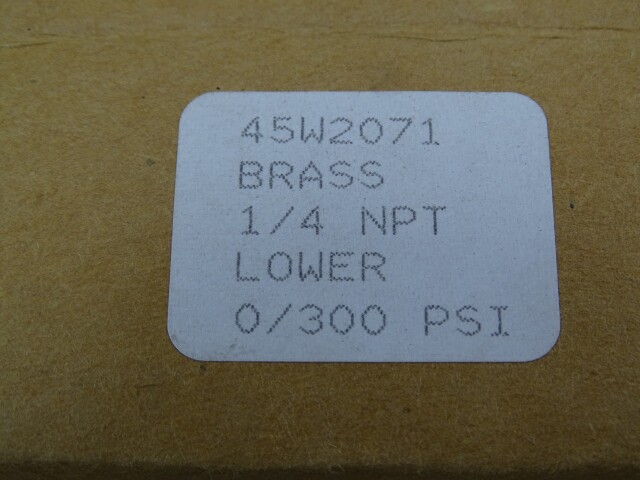 45W2071
BRASS
1/4 NPT
LOWER
0/300 PSI